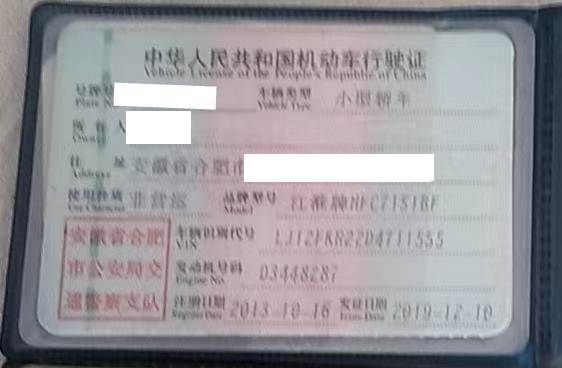 中华人民共和国机动车行驶证
Vehicle License of the People's Republic of China
号牌号
Plate No.
车辆类型
Vehicle Type
小型轿车
所有人
Owner
住址 安徽省合肥市
Address
使用性质 非营运
Use Character
品牌型号 江淮牌HFC7151BF
Model
安徽省合肥
市公安局交
通警察支队
车辆识别代号
VIN
LJ12FKR22D4711555
发动机号码 D3448287
Engine No.
注册日期 2013-10-16
Register Date
发证日期 2019-12-10
Issue Date